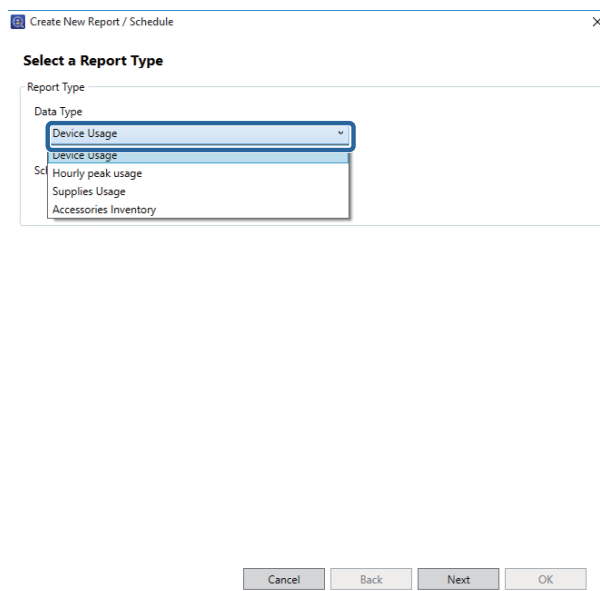 Create New Report / Schedule
Select a Report Type
Report Type
Data Type
Device Usage
Device Usage
Hourly peak usage
Supplies Usage
Accessories Inventory
Cancel Back Next OK